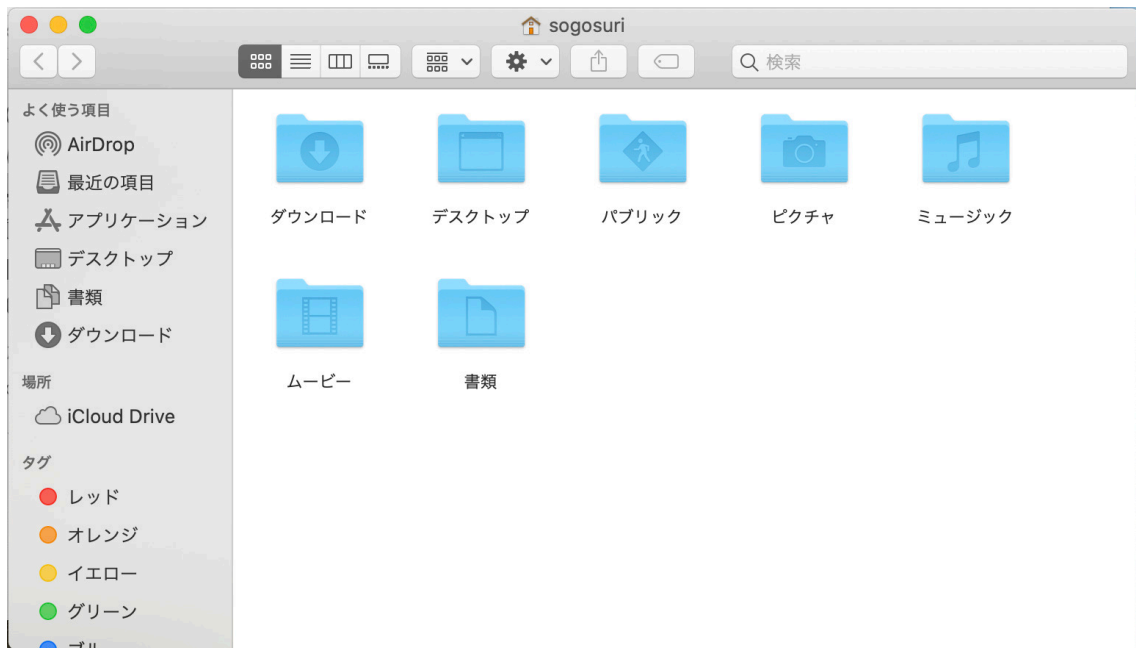 sogosuri
検索
よく使う項目
AirDrop
最近の項目
アプリケーション
デスクトップ
書類
ダウンロード
場所
iCloud Drive
タグ
レッド
オレンジ
イエロー
グリーン
ブルー
ダウンロード デスクトップ パブリック ピクチャ ミュージック
ムービー 書類